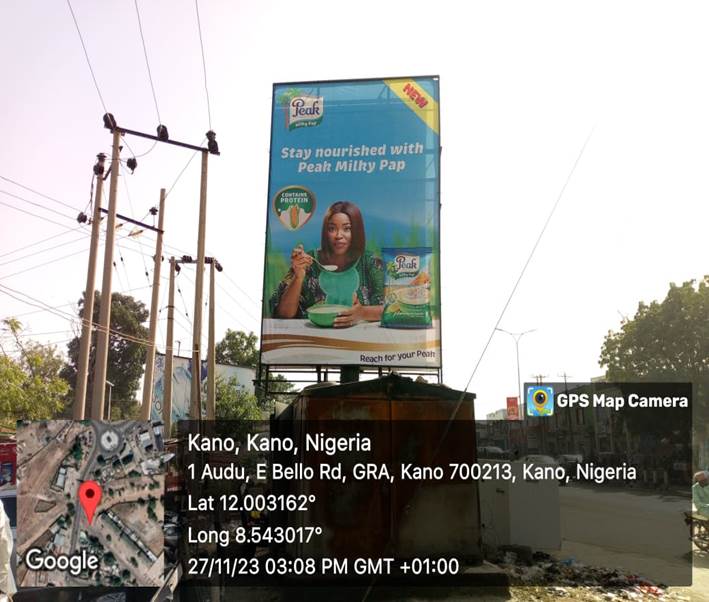 NEW
Peak
Milky Pap
Stay nourished with
Peak Milky Pap
CONTAINS
PROTEIN
Peak
Milky Pap
Reach for your Peak
GPS Map Camera
Kano, Kano, Nigeria
1 Audu, E Bello Rd, GRA, Kano 700213, Kano, Nigeria
Lat 12.003162°
Long 8.543017°
27/11/23 03:08 PM GMT +01:00
Google